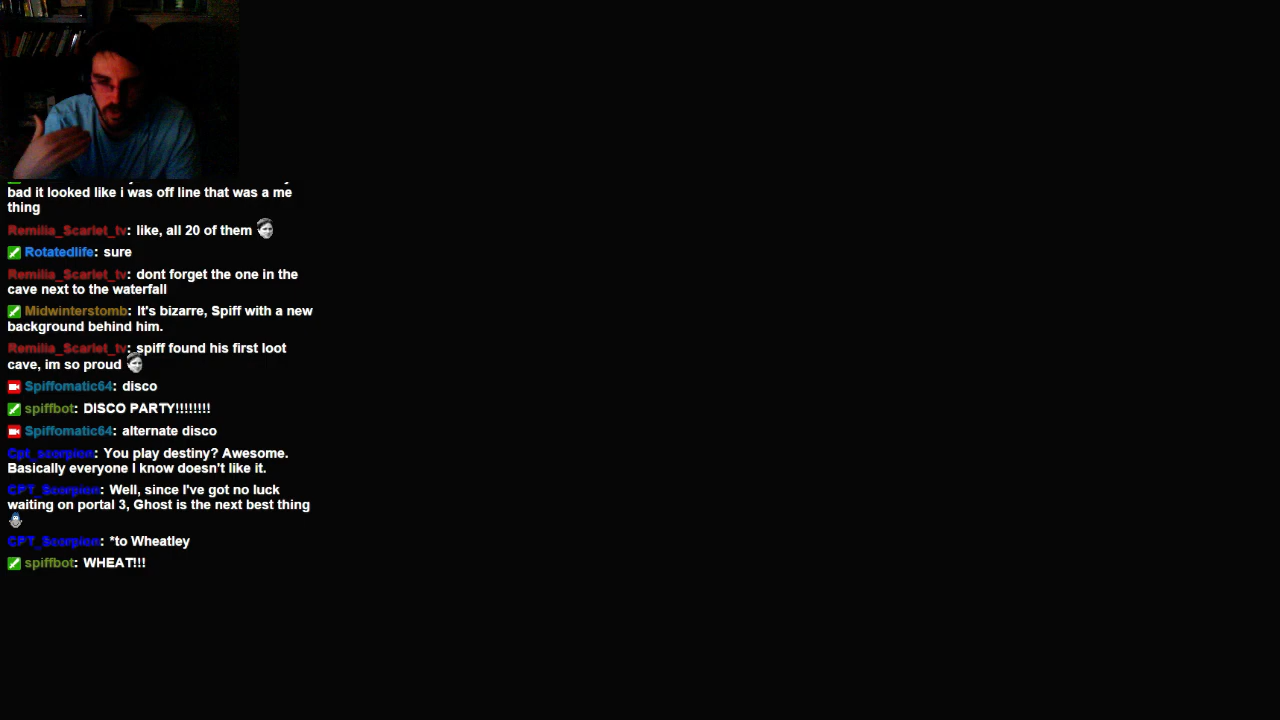 bad it looked like i was off line that was a me
thing
Remilia_Scarlet_tv: like, all 20 of them
Rotatedlife: sure
Remilia_Scarlet_tv: dont forget the one in the
cave next to the waterfall
Midwinterstomb: It's bizarre, Spiff with a new
background behind him.
Remilia_Scarlet_tv: spiff found his first loot
cave, im so proud
Spiffomatic64: disco
spiffbot: DISCO PARTY!!!!!!!!
Spiffomatic64: alternate disco
Cpt_scorpion: You play destiny? Awesome.
Basically everyone I know doesn't like it.
CPT_Scorpion: Well, since I've got no luck
waiting on portal 3, Ghost is the next best thing
CPT_Scorpion: *to Wheatley
spiffbot: WHEAT!!!